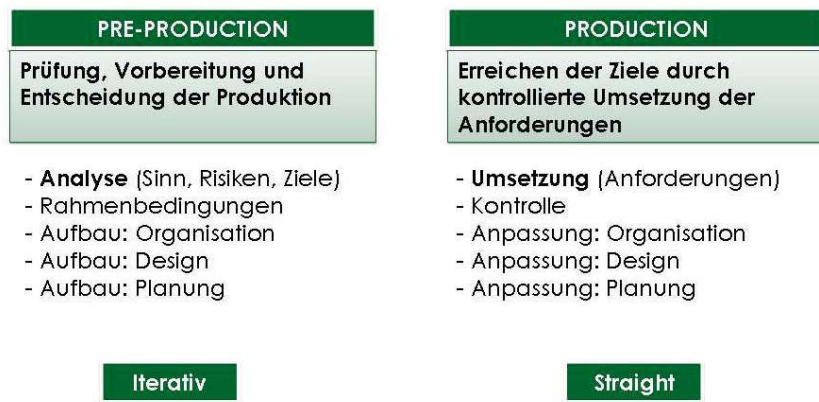 PRE-PRODUCTION
Prüfung, Vorbereitung und
Entscheidung der Produktion
- Analyse (Sinn, Risiken, Ziele)
- Rahmenbedingungen
- Aufbau: Organisation
- Aufbau: Design
- Aufbau: Planung
Iterativ
PRODUCTION
Erreichen der Ziele durch
kontrollierte Umsetzung der
Anforderungen
- Umsetzung (Anforderungen)
- Kontrolle
- Anpassung: Organisation
- Anpassung: Design
- Anpassung: Planung
Straight